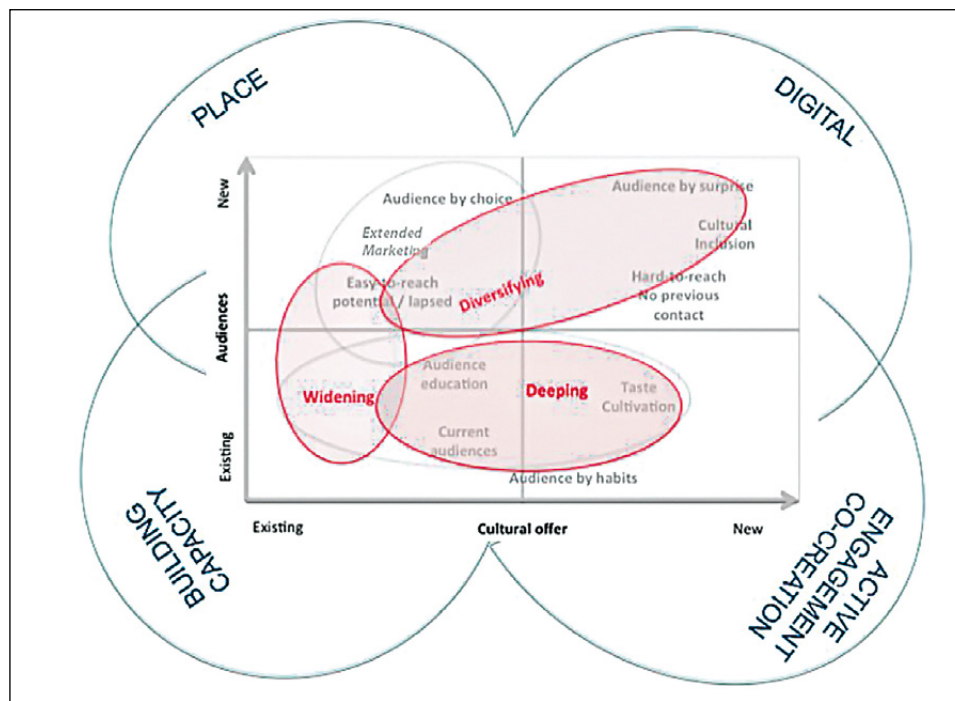 PLACE
DIGITAL
New
Audiences
Existing
Audience by choice
Extended
Marketing
Easy-to-reach
potential / lapsed
Diversifying
Audience by surprise
Cultural
Inclusion
Hard-to-reach
No previous
contact
Widening
Audience
education
Deeping
Taste
Cultivation
Current
audiences
Audience by habits
Existing
Cultural offer
New
BUILDING
CAPACITY
ACTIVE
ENGAGEMENT
CO-CREATION